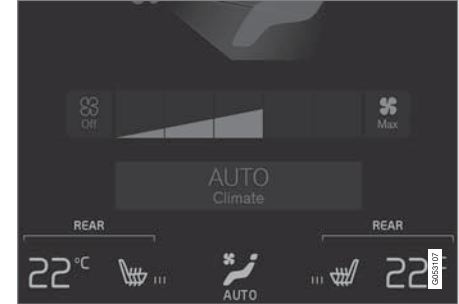 Off
Max
AUTO
Climate
REAR
REAR
22°C
22°
AUTO
G053107